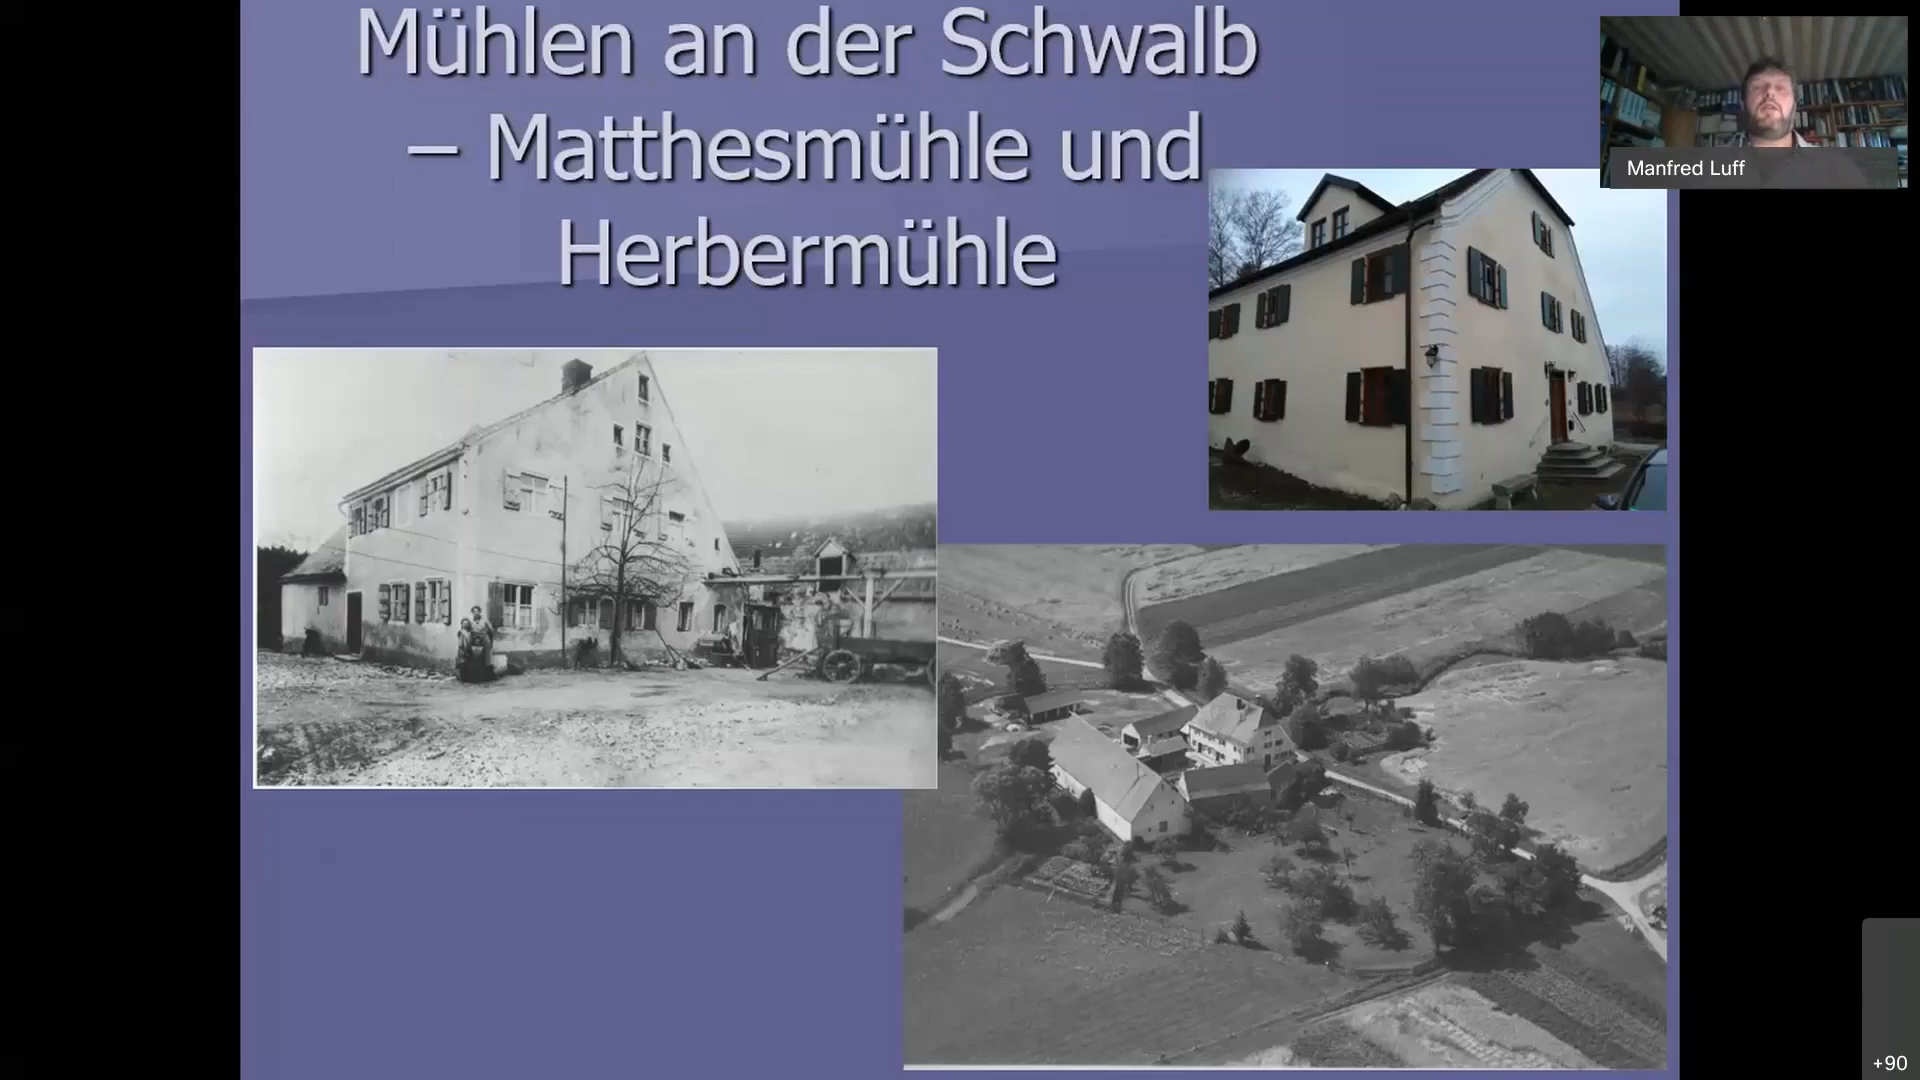 Mühlen an der Schwalb
– Matthesmühle und
Herbermühle
Manfred Luff
+90